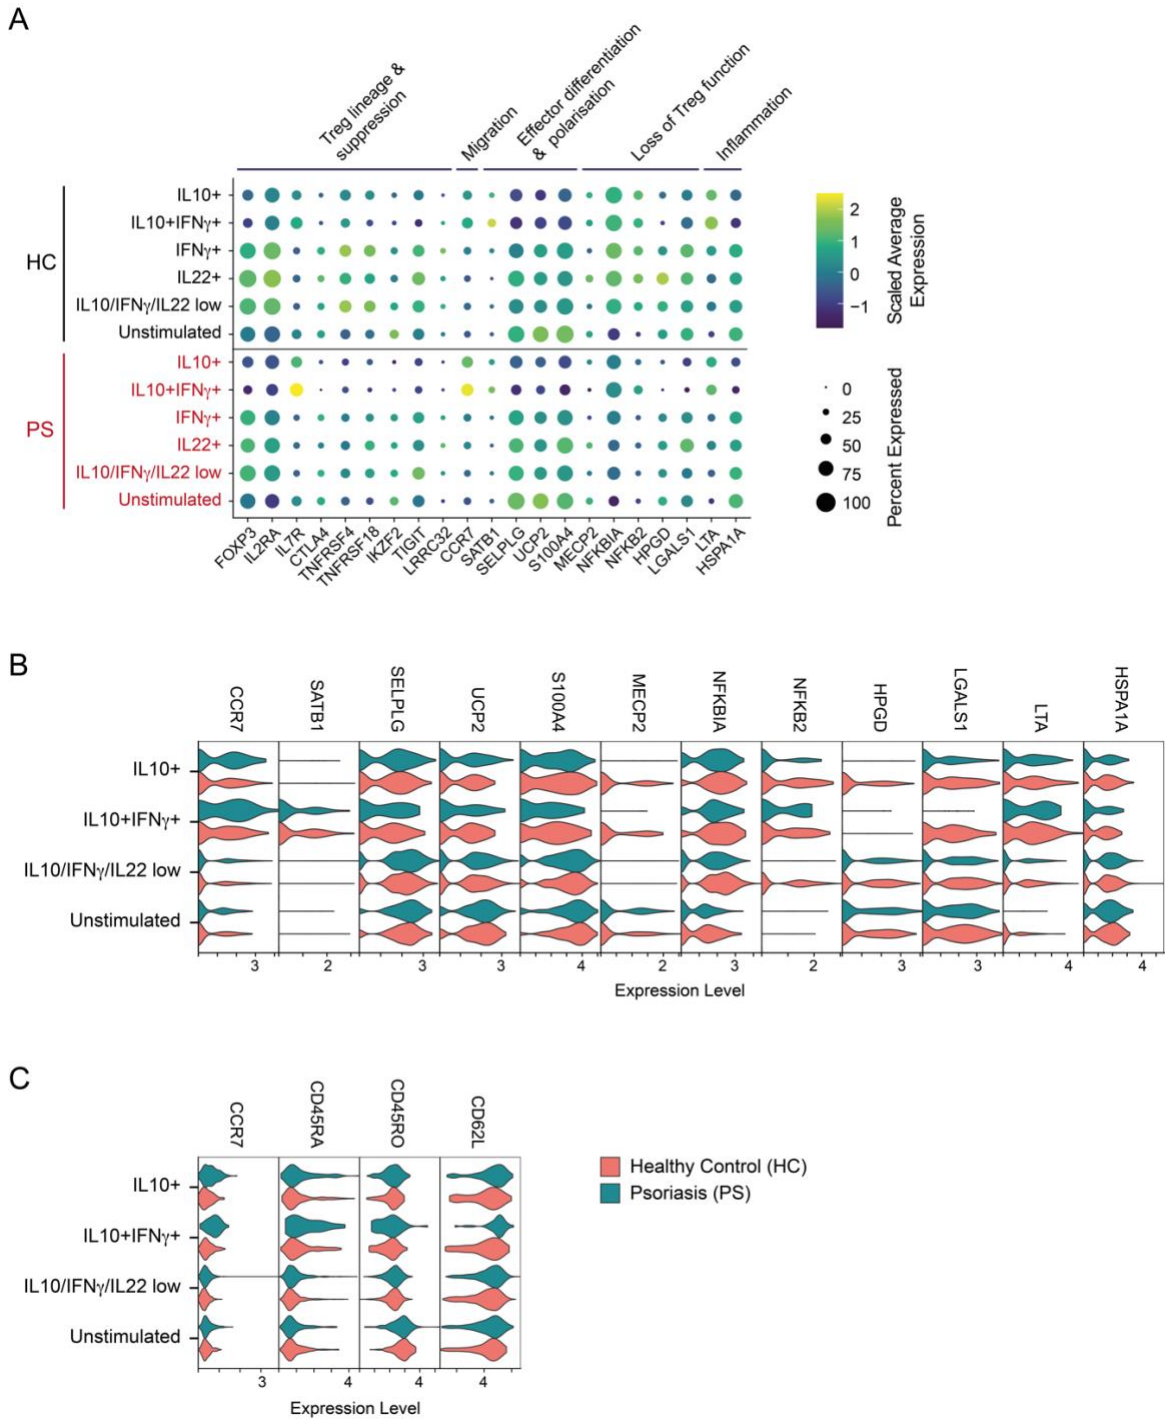 A
Treg lineage &
suppression
Migration
Effector differentiation
& polarisation
Loss of Treg function
Inflammation
HC
IL10+
IL10+IFNγ+
IFNγ+
IL22+
IL10/IFNγ/IL22 low
Unstimulated
PS
IL10+
IL10+IFNγ+
IFNγ+
IL22+
IL10/IFNγ/IL22 low
Unstimulated
FOXP3
IL2RA
IL7R
CTLA4
TNFRSF4
TNFRSF18
IKZF2
TIGIT
LRRC32
CCR7
SATB1
SELPLG
UCP2
S100A4
MECP2
NFKBIA
NFKB2
HPGD
LGALS1
LTA
HSPA1A
2
1
0
−1
Scaled Average
Expression
0
25
50
75
100
Percent Expressed
B
CCR7
SATB1
SELPLG
UCP2
S100A4
MECP2
NFKBIA
NFKB2
HPGD
LGALS1
LTA
HSPA1A
IL10+
IL10+IFNγ+
IL10/IFNγ/IL22 low
Unstimulated
3 2 3 3 4 2 3 2 3 3 4 4
Expression Level
C
CCR7
CD45RA
CD45RO
CD62L
IL10+
IL10+IFNγ+
IL10/IFNγ/IL22 low
Unstimulated
3 4 4 4
Expression Level
Healthy Control (HC)
Psoriasis (PS)